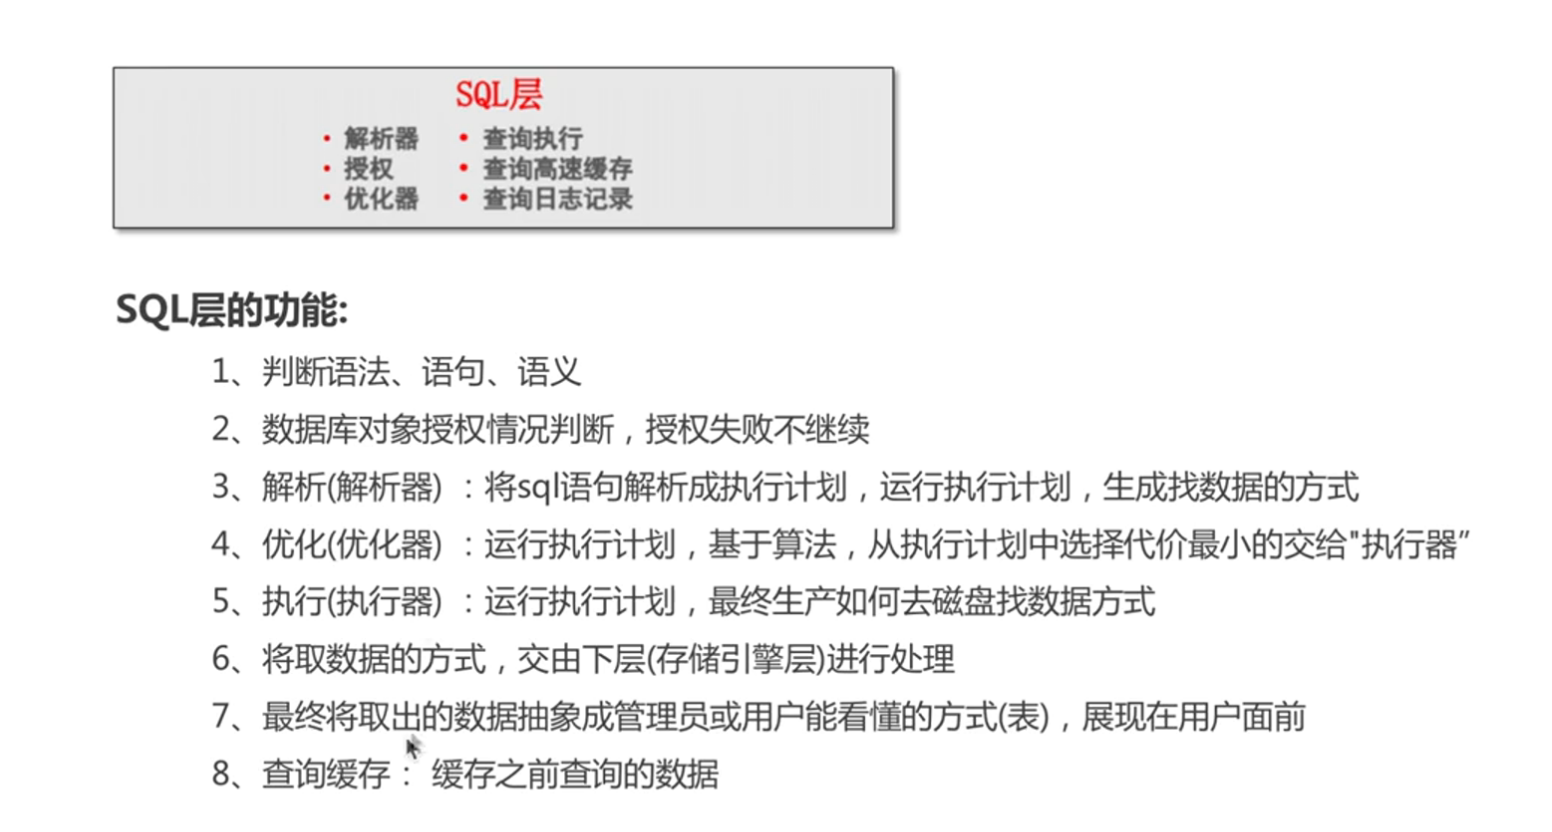 SQL层
• 解析器 • 查询执行
• 授权 • 查询高速缓存
• 优化器 • 查询日志记录
SQL层的功能:
1、判断语法、语句、语义
2、数据库对象授权情况判断，授权失败不继续
3、解析(解析器) ：将sql语句解析成执行计划，运行执行计划，生成找数据的方式
4、优化(优化器) ：运行执行计划，基于算法，从执行计划中选择代价最小的交给"执行器”
5、执行(执行器) ：运行执行计划，最终生产如何去磁盘找数据方式
6、将取数据的方式，交由下层(存储引擎层)进行处理
7、最终将取出的数据抽象成管理员或用户能看懂的方式(表)，展现在用户面前
8、查询缓存： 缓存之前查询的数据